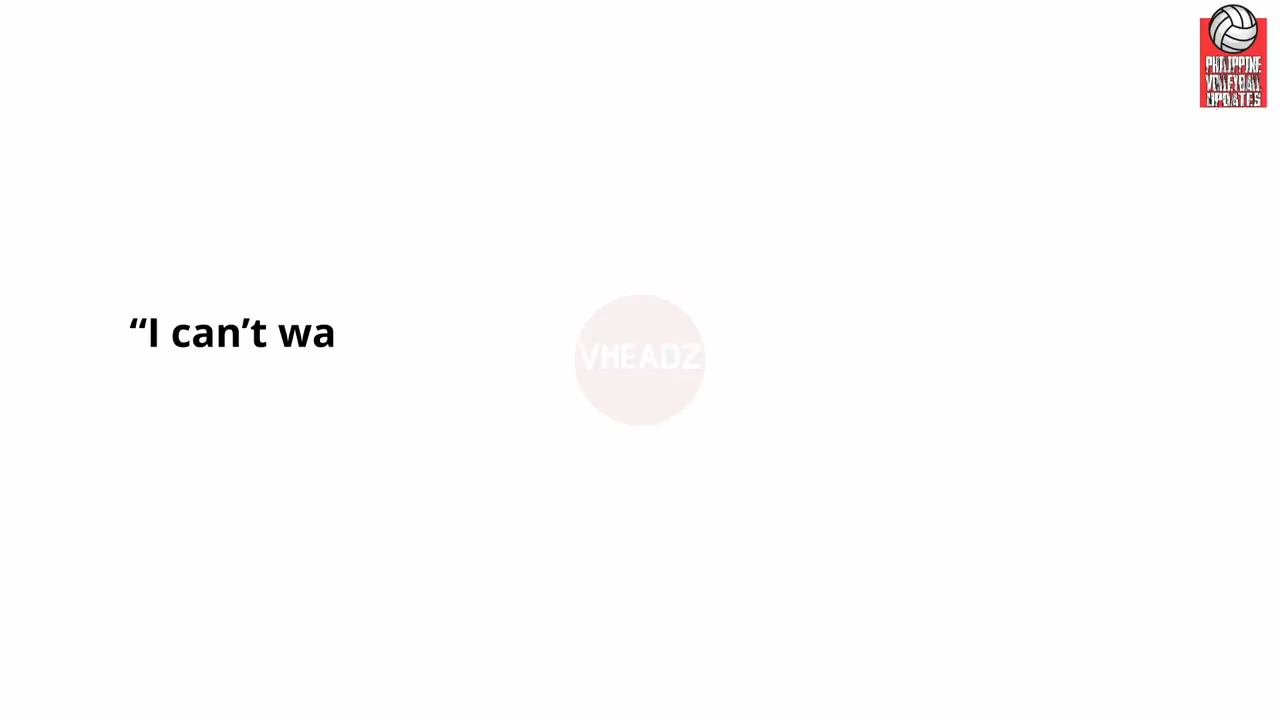 PHILIPPINE
VOLLEYBALL
UPDATES
“I can’t wa
VHEADZ